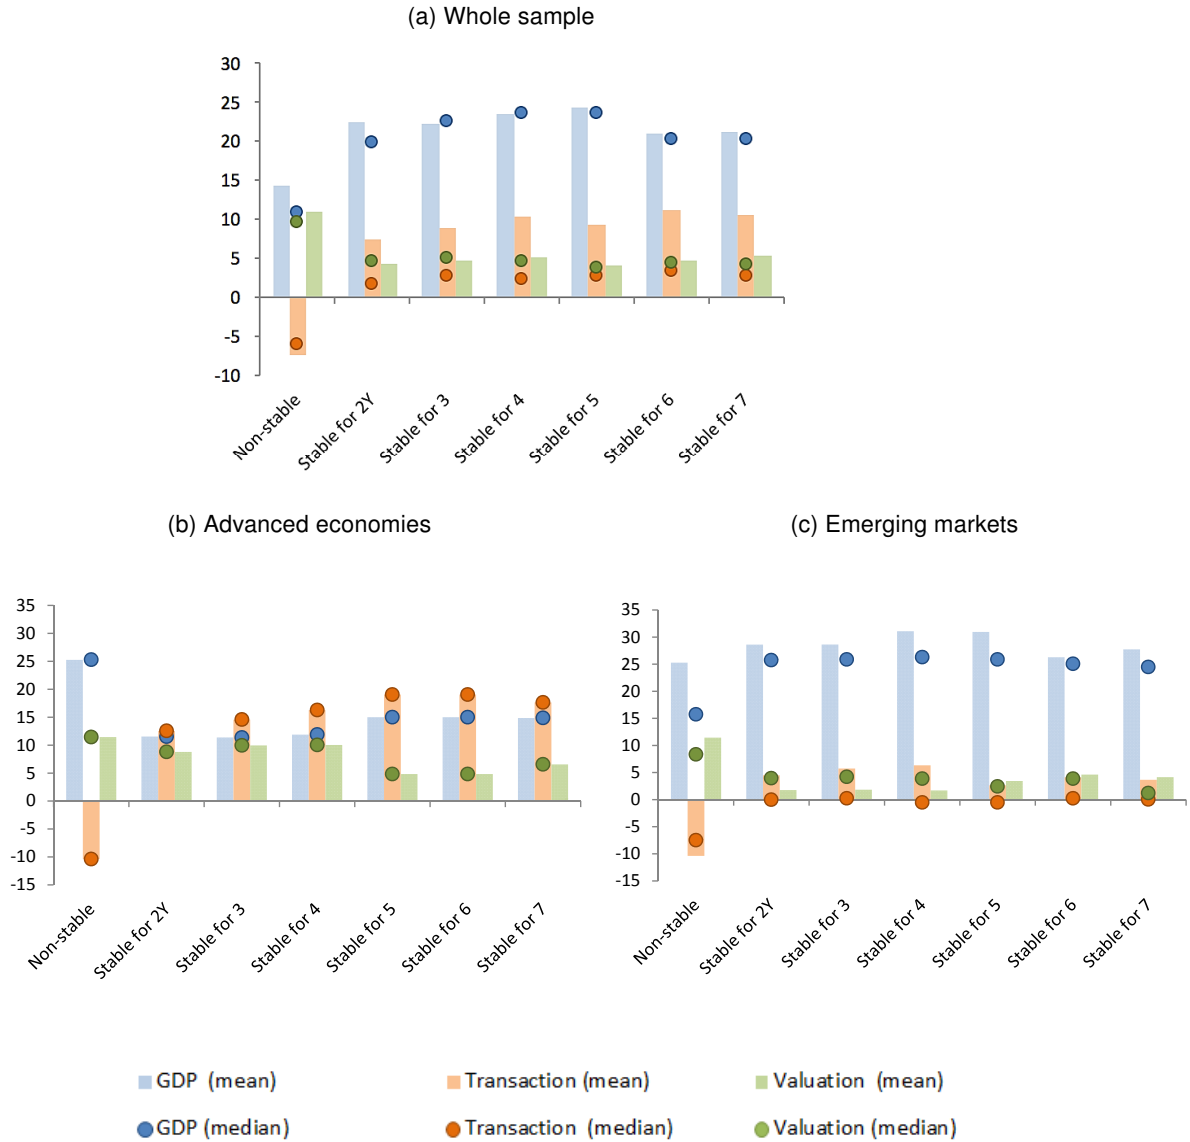 (a) Whole sample
30
25
20
15
10
5
0
-5
-10
Non-stable
Stable for 2Y
Stable for 3
Stable for 4
Stable for 5
Stable for 6
Stable for 7
(b) Advanced economies
35
30
25
20
15
10
5
0
-5
-10
-15
Non-stable
Stable for 2Y
Stable for 3
Stable for 4
Stable for 5
Stable for 6
Stable for 7
(c) Emerging markets
35
30
25
20
15
10
5
0
-5
-10
-15
Non-stable
Stable for 2Y
Stable for 3
Stable for 4
Stable for 5
Stable for 6
Stable for 7
GDP (mean)
Transaction (mean)
Valuation (mean)
GDP (median)
Transaction (median)
Valuation (median)